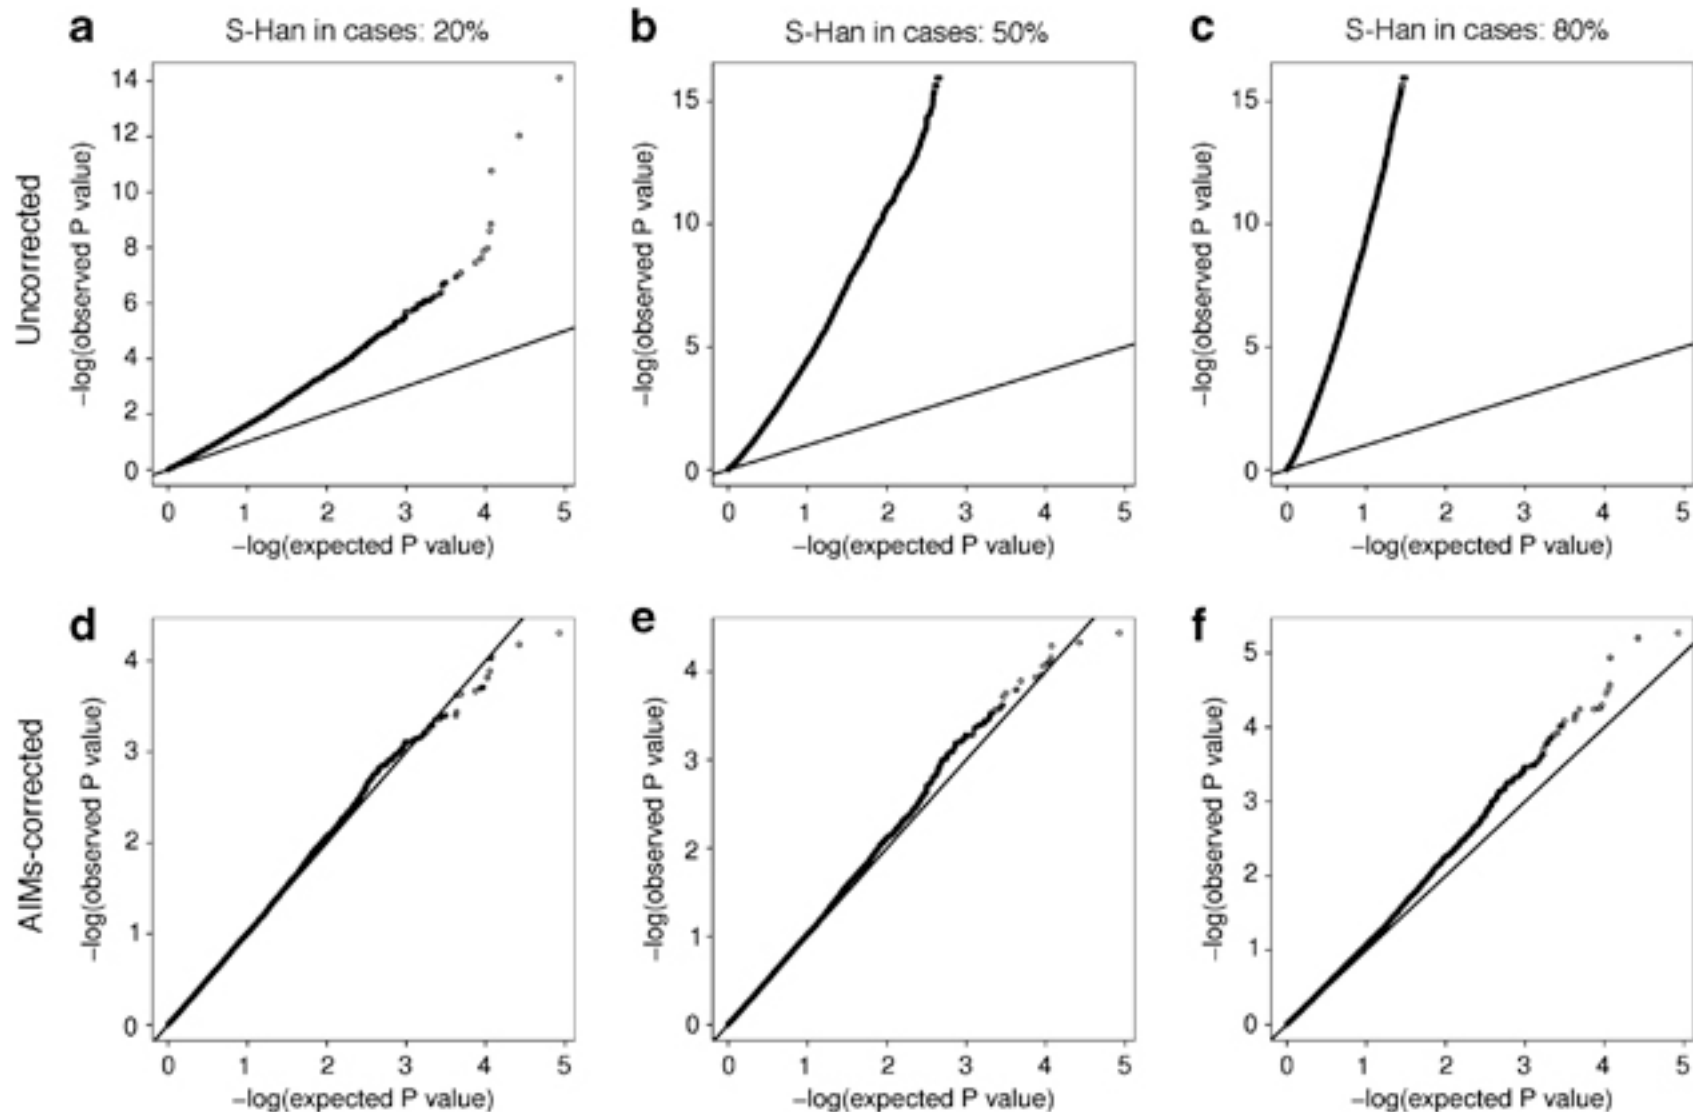 a S-Han in cases: 20% b S-Han in cases: 50% c S-Han in cases: 80%
Uncorrected
−log(observed P value)
14
12
10
8
6
4
2
0
0 1 2 3 4 5
−log(expected P value)
−log(observed P value)
15
10
5
0
0 1 2 3 4 5
−log(expected P value)
−log(observed P value)
15
10
5
0
0 1 2 3 4 5
−log(expected P value)
AIMs-corrected
d
−log(observed P value)
4
3
2
1
0
0 1 2 3 4 5
−log(expected P value)
e
−log(observed P value)
4
3
2
1
0
0 1 2 3 4 5
−log(expected P value)
f
−log(observed P value)
5
4
3
2
1
0
0 1 2 3 4 5
−log(expected P value)